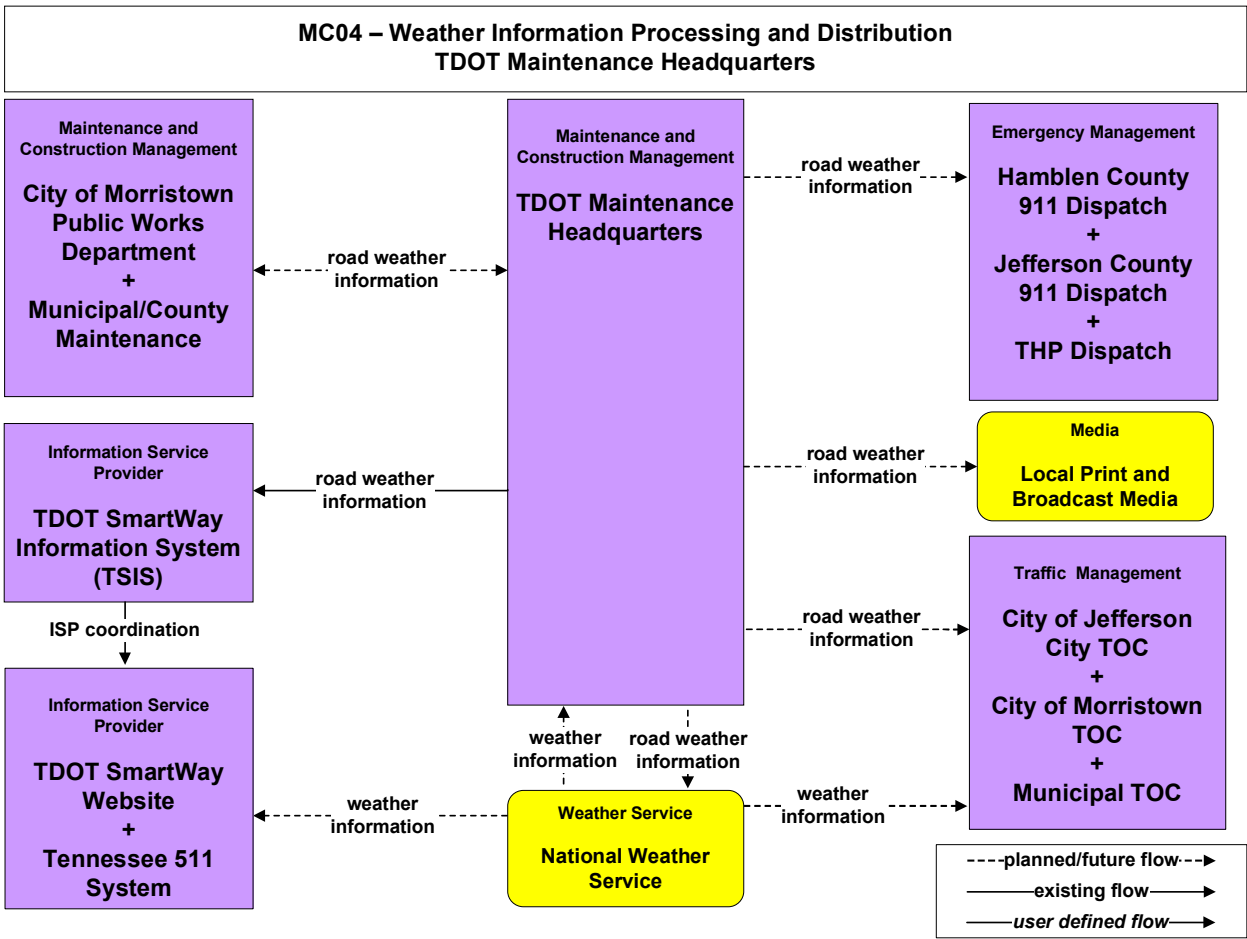 MC04 – Weather Information Processing and Distribution
TDOT Maintenance Headquarters
Maintenance and
Construction Management
City of Morristown
Public Works
Department
+
Municipal/County
Maintenance
road weather
information
Maintenance and
Construction Management
TDOT Maintenance
Headquarters
road weather
information
Emergency Management
Hamblen County
911 Dispatch
+
Jefferson County
911 Dispatch
+
THP Dispatch
Information Service
Provider
TDOT SmartWay
Information System
(TSIS)
road weather
information
road weather
information
Media
Local Print and
Broadcast Media
ISP coordination
road weather
information
Traffic Management
City of Jefferson
City TOC
+
City of Morristown
TOC
+
Municipal TOC
Information Service
Provider
TDOT SmartWay
Website
+
Tennessee 511
System
weather
information
weather
information
road weather
information
Weather Service
National Weather
Service
weather
information
planned/future flow
existing flow
user defined flow